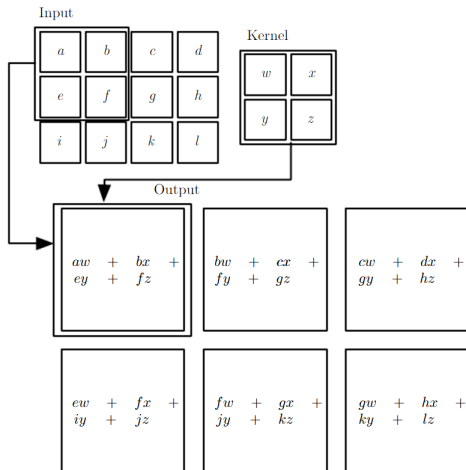 Input
Kernel
a b c d
w x
e f g h
y z
i j k l
Output
aw + bx + bw + cx + cw + dx +
ey + fz fy + gz gy + hz
ew + fx + fw + gx + gw + hx +
iy + jz jy + kz ky + lz